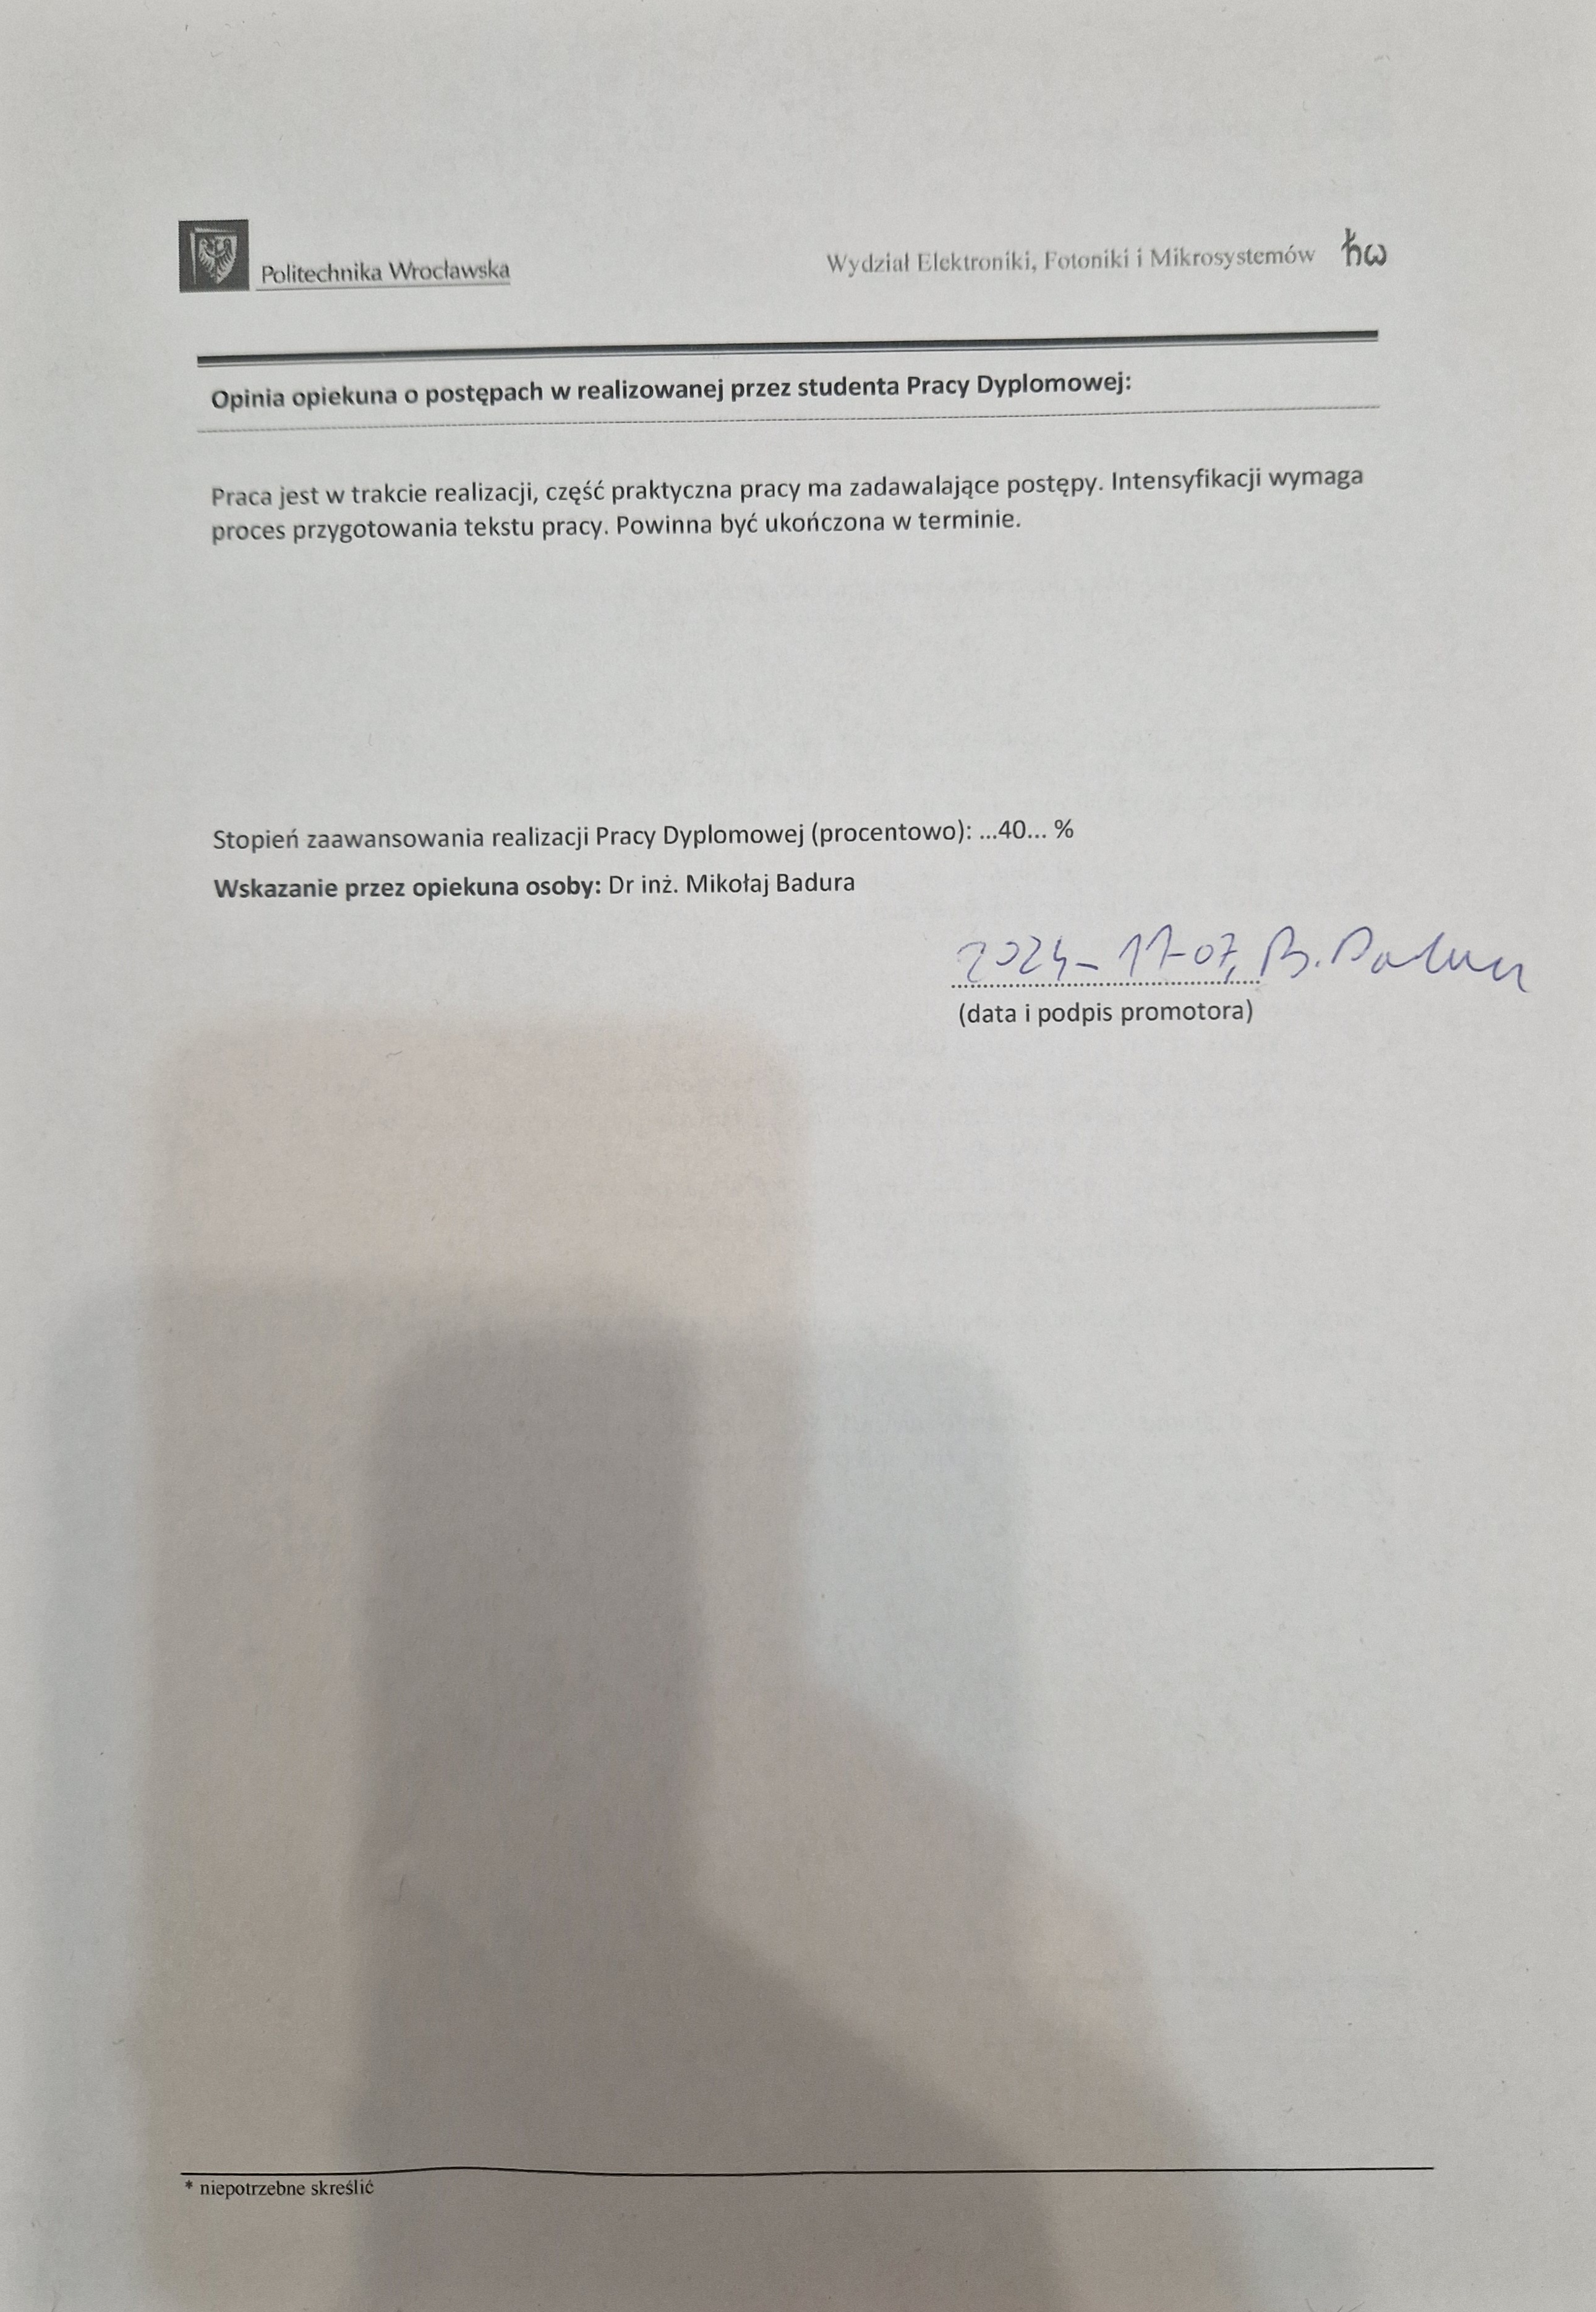 Politechnika Wrocławska
Wydział Elektroniki, Fotoniki i Mikrosystemów ħω
Opinia opiekuna o postępach w realizowanej przez studenta Pracy Dyplomowej:
Praca jest w trakcie realizacji, część praktyczna pracy ma zadawalające postępy. Intensyfikacji wymaga
proces przygotowania tekstu pracy. Powinna być ukończona w terminie.
Stopień zaawansowania realizacji Pracy Dyplomowej (procentowo): ...40... %
Wskazanie przez opiekuna osoby: Dr inż. Mikołaj Badura
2024-11-07, B.
(data i podpis promotora)
* niepotrzebne skreślić